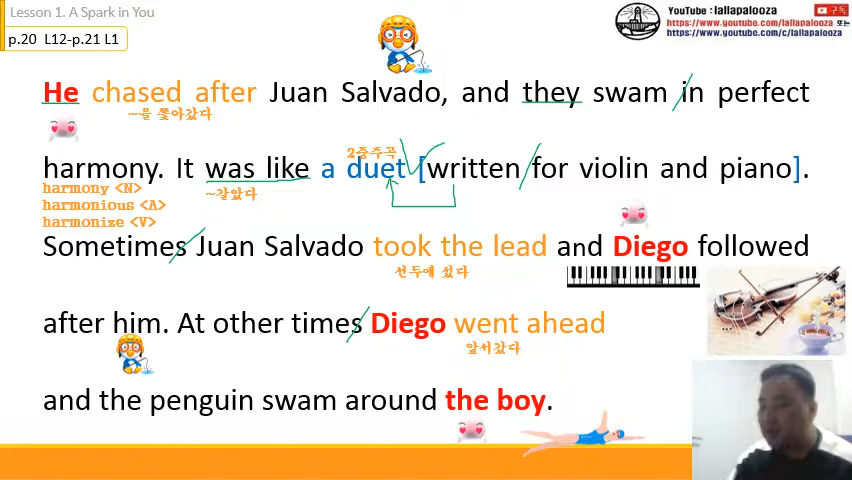 Lesson 1. A Spark in You
YouTube : lallapalooza 구독
https://www.youtube.com/lallapalooza 또는
https://www.youtube.com/c/lallapalooza
p.20 L12-p.21 L1
He chased after Juan Salvado, and they swam in perfect
~을 쫓아갔다
2중주곡
harmony. It was like a duet [written for violin and piano].
harmony <N>
~같았다
harmonious <A>
harmonize <V>
Sometimes Juan Salvado took the lead and Diego followed
선두에 섰다
after him. At other times Diego went ahead
앞서갔다
and the penguin swam around the boy.